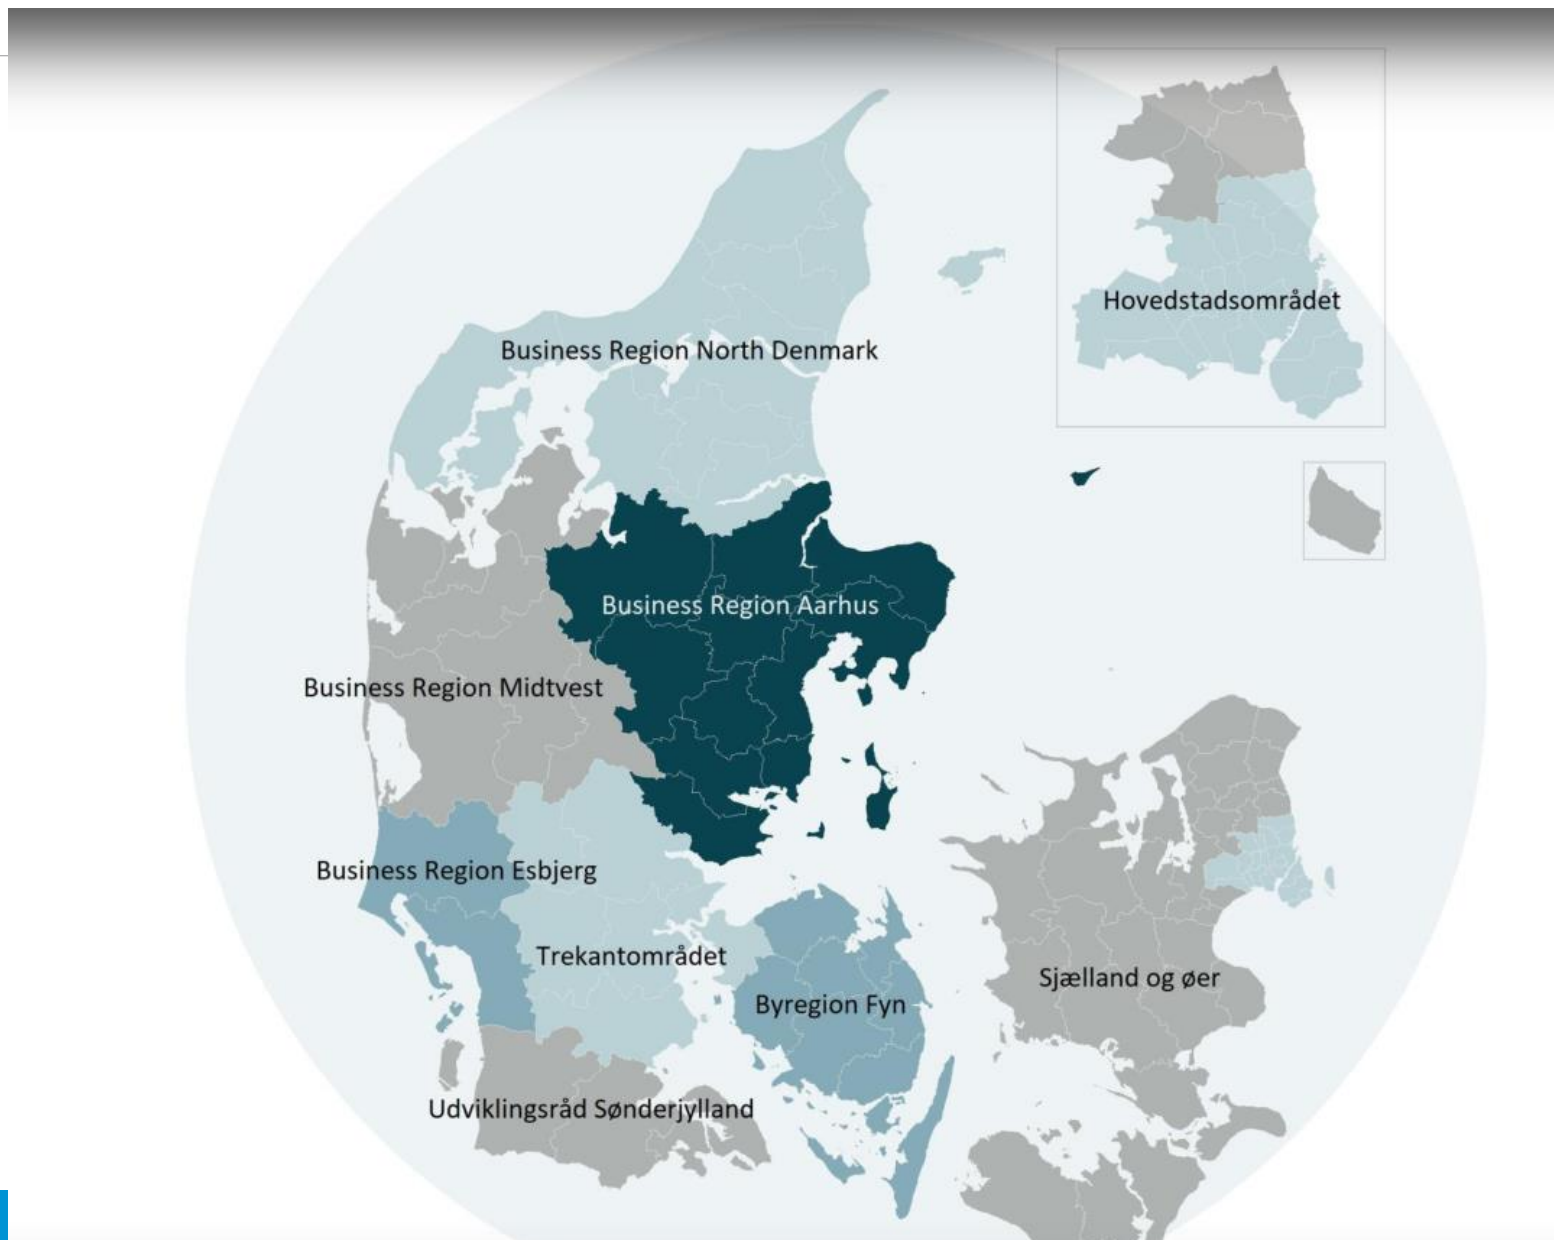 Hovedstadsområdet
Business Region North Denmark
Business Region Aarhus
Business Region Midtvest
Business Region Esbjerg
Trekantområdet
Sjælland og øer
Byregion Fyn
Udviklingsråd Sønderjylland